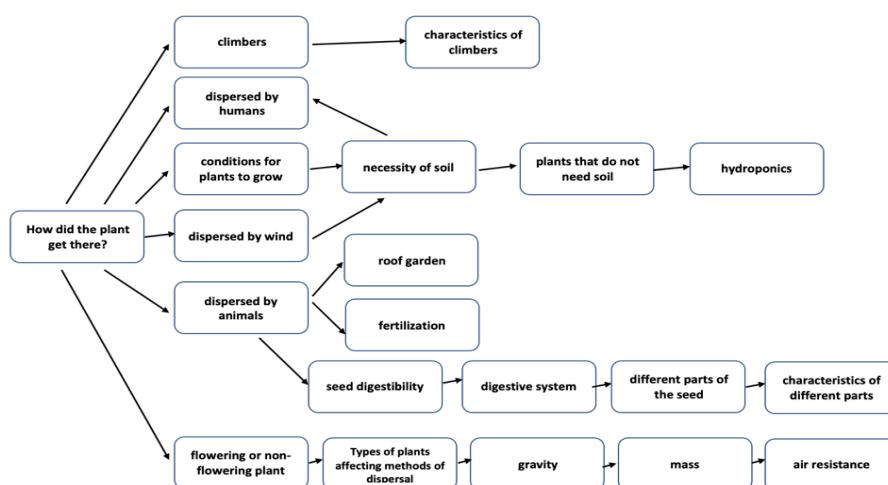 climbers
characteristics of
climbers
dispersed by
humans
conditions for
plants to grow
necessity of soil
plants that do not
need soil
hydroponics
How did the plant
get there?
dispersed by wind
roof garden
dispersed by
animals
fertilization
seed digestibility
digestive system
different parts of
the seed
characteristics of
different parts
flowering or non-
flowering plant
Types of plants
affecting methods of
dispersal
gravity
mass
air resistance